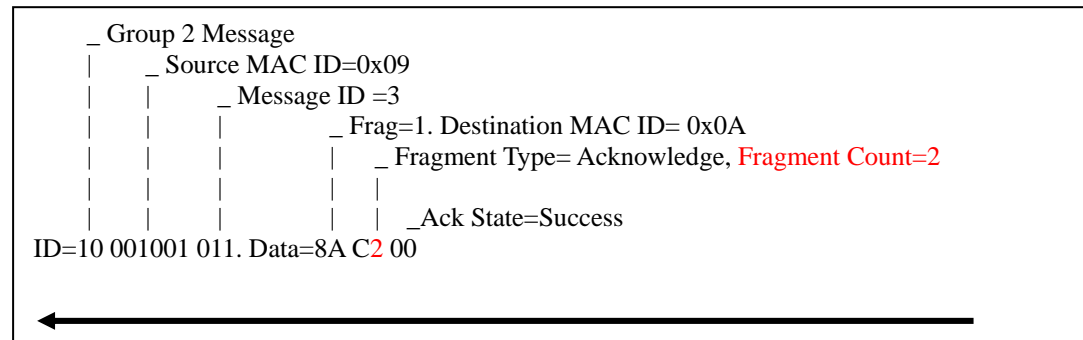 _ Group 2 Message
| _ Source MAC ID=0x09
| | _ Message ID =3
| | | _ Frag=1. Destination MAC ID= 0x0A
| | | | _ Fragment Type= Acknowledge, Fragment Count=2
| | | | |
| | | | | _Ack State=Success
ID=10 001001 011. Data=8A C2 00